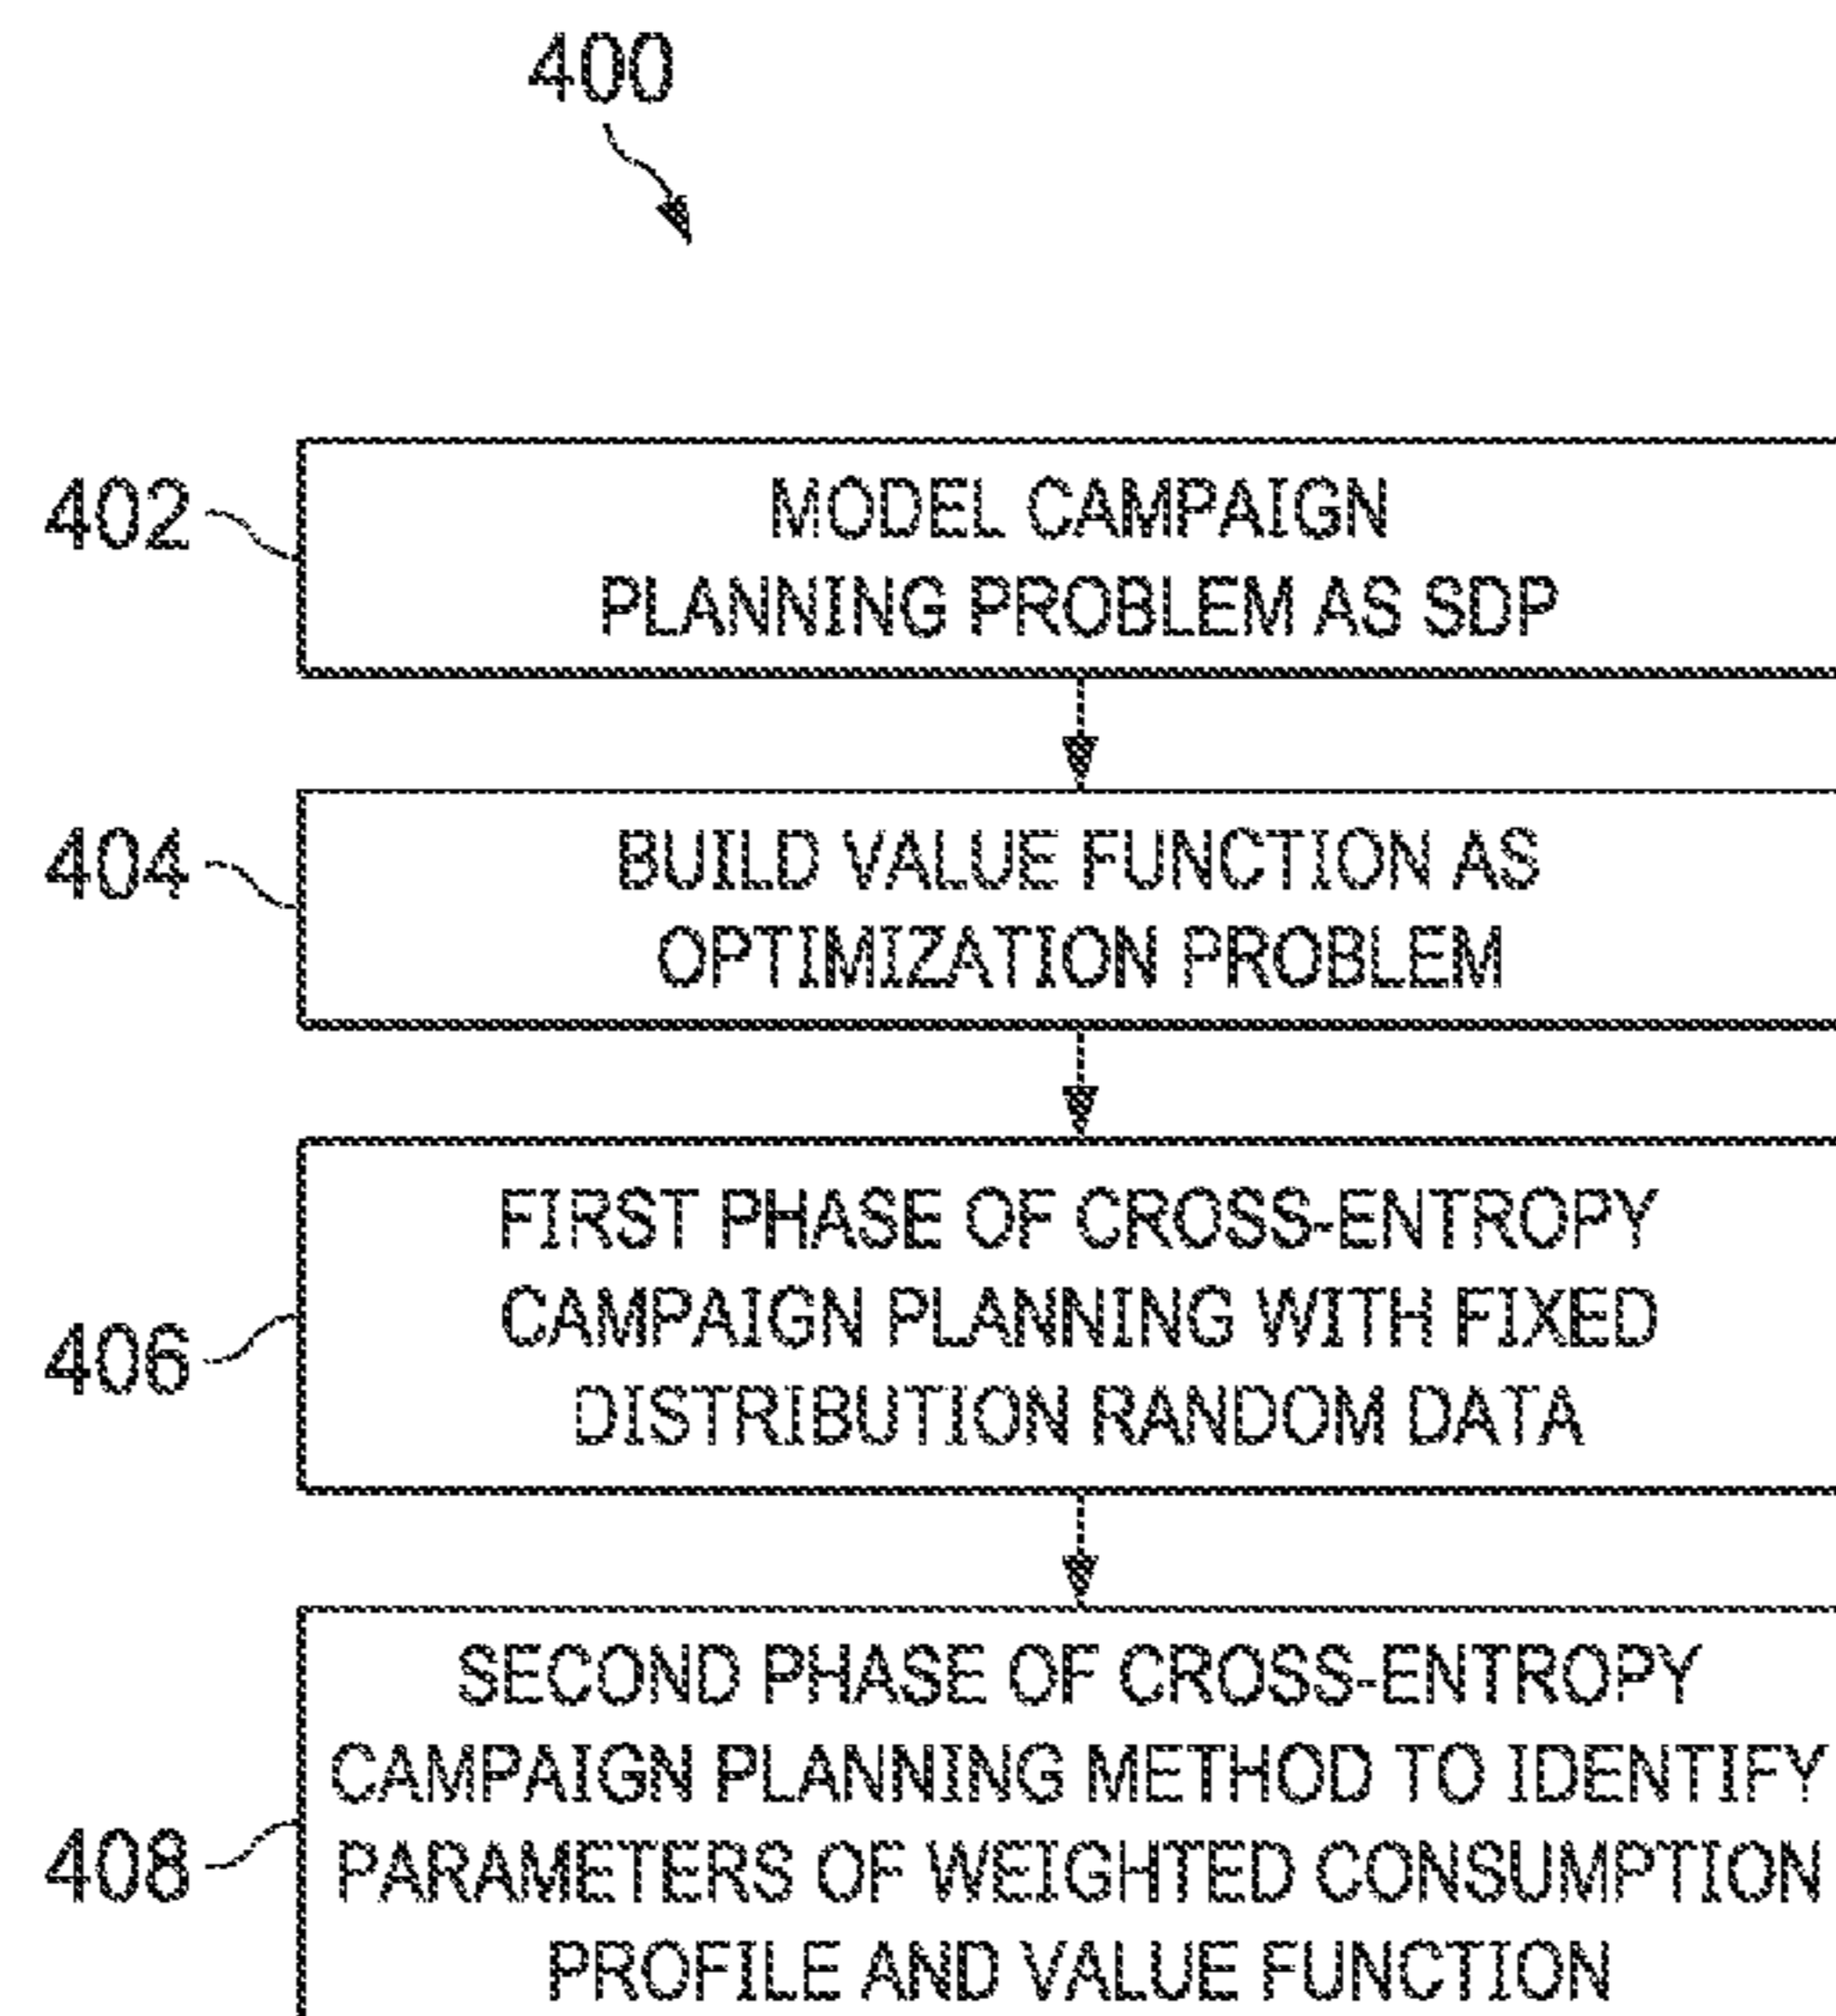 400
402
MODEL CAMPAIGN
PLANNING PROBLEM AS SDP
404
BUILD VALUE FUNCTION AS
OPTIMIZATION PROBLEM
406
FIRST PHASE OF CROSS-ENTROPY
CAMPAIGN PLANNING WITH FIXED
DISTRIBUTION RANDOM DATA
408
SECOND PHASE OF CROSS-ENTROPY
CAMPAIGN PLANNING METHOD TO IDENTIFY
PARAMETERS OF WEIGHTED CONSUMPTION
PROFILE AND VALUE FUNCTION